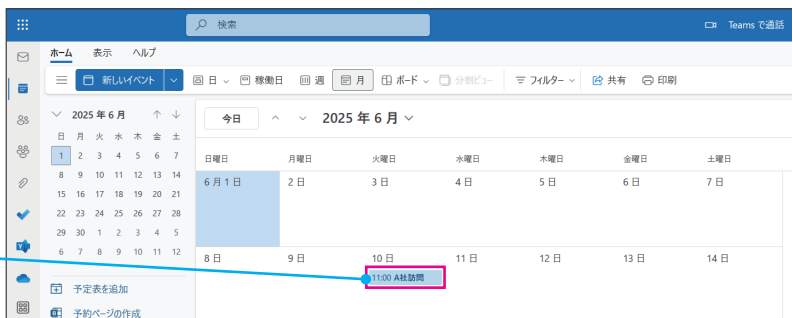 検索
Teams で通話
ホーム 表示 ヘルプ
新しいイベント 日 稼働日 週 月 ボード 分割ビュー フィルター 共有 印刷
2025 年 6 月
日 月 火 水 木 金 土
1 2 3 4 5 6 7
8 9 10 11 12 13 14
15 16 17 18 19 20 21
22 23 24 25 26 27 28
29 30 1 2 3 4 5
6 7 8 9 10 11 12
予定表を追加
予約ページの作成
今日 2025 年 6 月
日曜日 月曜日 火曜日 水曜日 木曜日 金曜日 土曜日
6 月 1 日 2 日 3 日 4 日 5 日 6 日 7 日
8 日 9 日 10 日 11 日 12 日 13 日 14 日
11:00 A社訪問